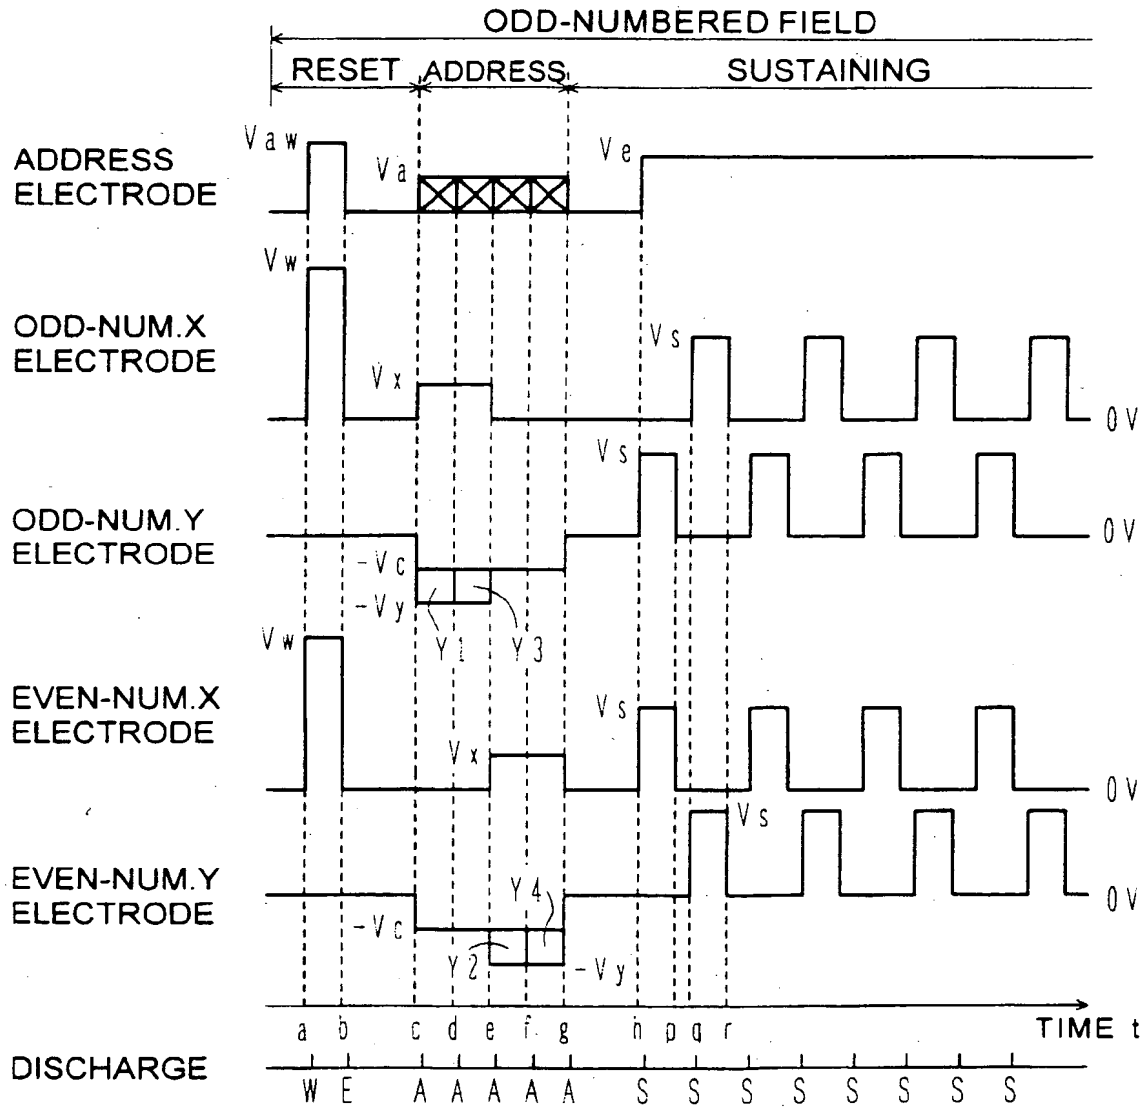 ODD-NUMBERED FIELD
RESET ADDRESS SUSTAINING
Vaw
ADDRESS
ELECTRODE
Va
Ve
Vw
ODD-NUM.X
ELECTRODE
Vs
Vx
0V
Vs
ODD-NUM.Y
ELECTRODE
0V
-Vc
-Vy
Y1 Y3
Vw
EVEN-NUM.X
ELECTRODE
Vs
Vx
0V
Vs
EVEN-NUM.Y
ELECTRODE
Y4
0V
-Vc
Y2
-Vy
a b c d e f g h p q r TIME t
DISCHARGE
W E A A A A A S S S S S S S S